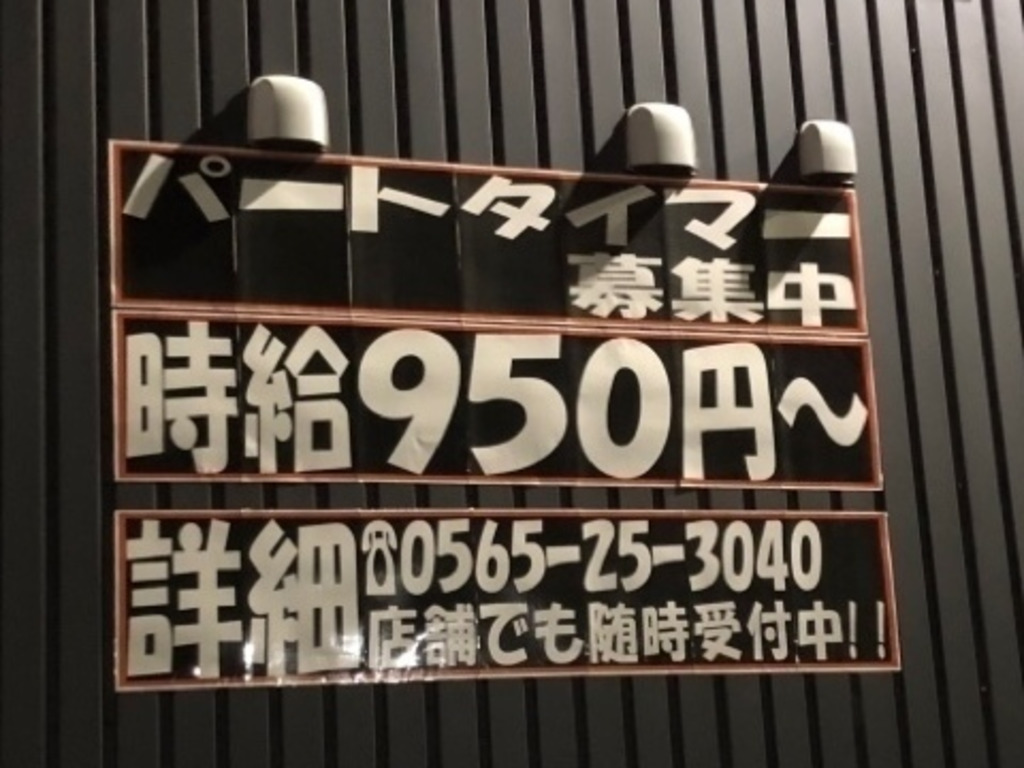 パートタイマー
募集中
時給950円〜
詳細☎0565-25-3040
店舗でも随時受付中!!